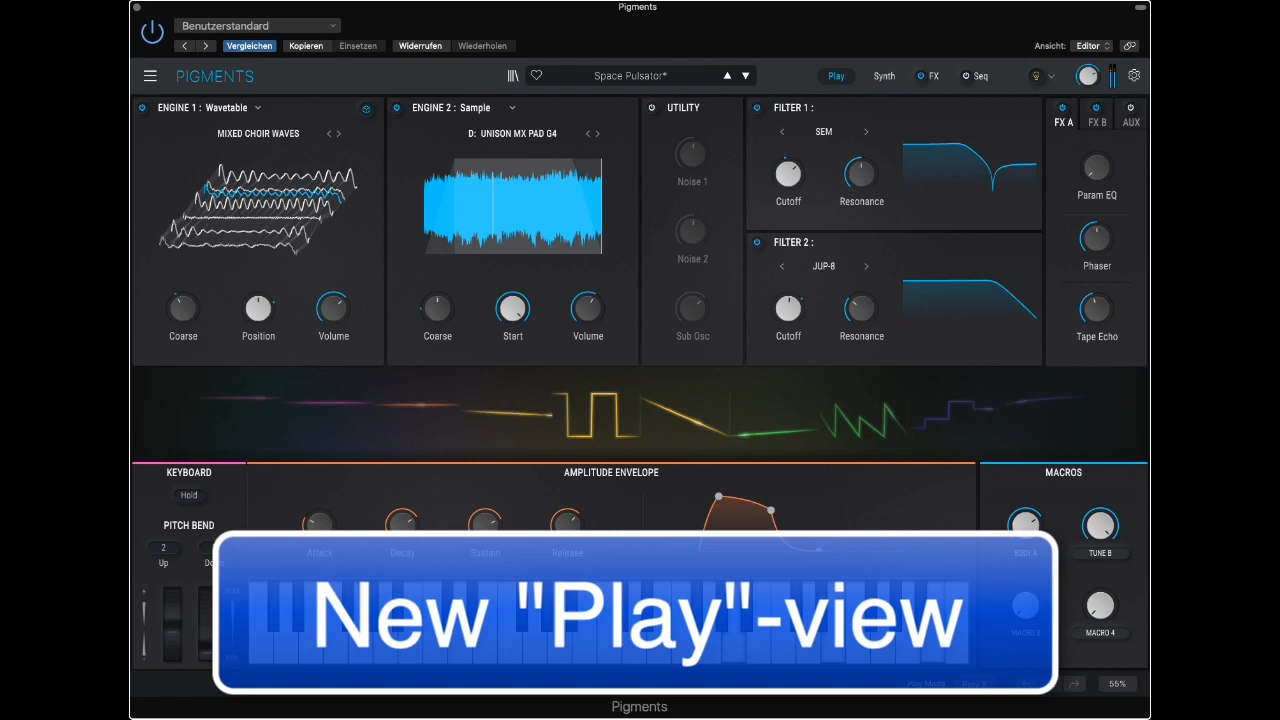 Pigments
Benutzerstandard
Vergleichen Kopieren Einsetzen Widerrufen Wiederholen
Ansicht: Editor
PIGMENTS
Space Pulsator*
Play Synth FX Seq
ENGINE 1 : Wavetable
MIXED CHOIR WAVES
Coarse Position Volume
ENGINE 2 : Sample
D: UNISON MX PAD G4
Coarse Start Volume
UTILITY
Noise 1
Noise 2
Sub Osc
FILTER 1 :
SEM
Cutoff Resonance
FILTER 2 :
JUP-8
Cutoff Resonance
FX A FX B AUX
Param EQ
Phaser
Tape Echo
KEYBOARD
Hold
PITCH BEND
2
Up
AMPLITUDE ENVELOPE
Attack Decay Sustain Release
MACROS
BODY A TUNE B
MACRO 3 MACRO 4
New "Play"-view
Play Mode Poly 8
55%
Pigments